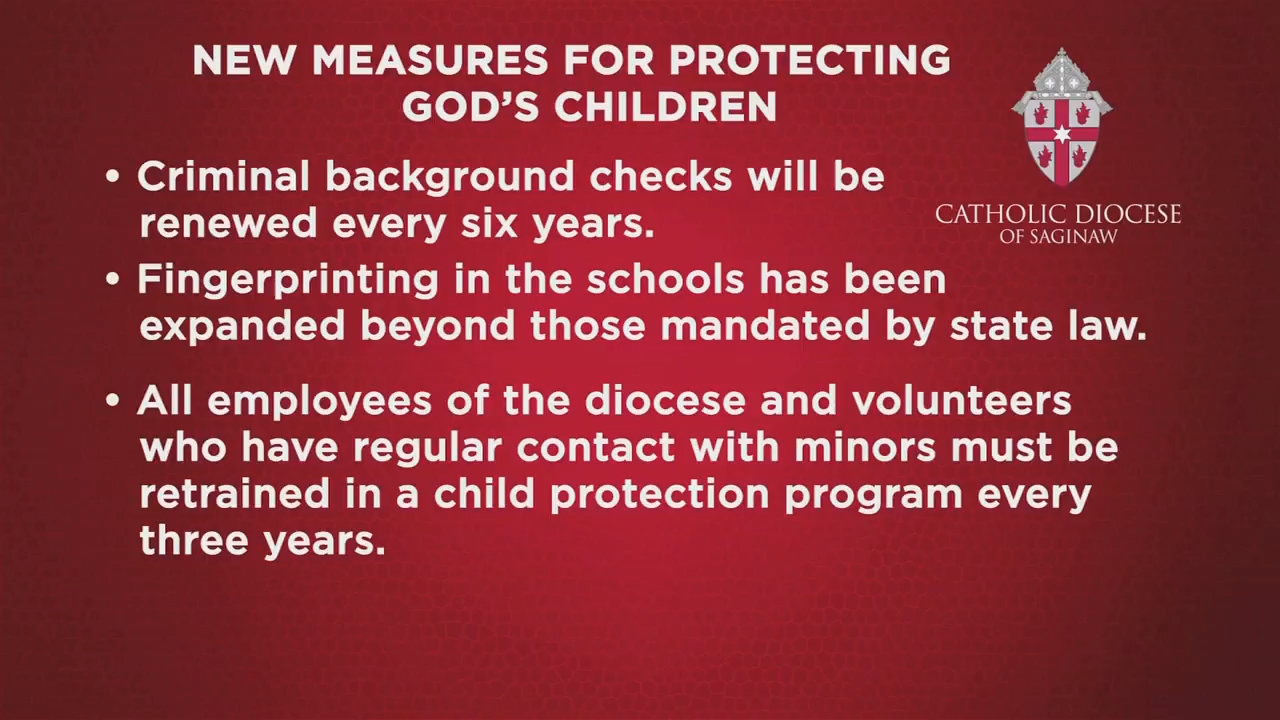 NEW MEASURES FOR PROTECTING
GOD'S CHILDREN
• Criminal background checks will be
renewed every six years.
• Fingerprinting in the schools has been
expanded beyond those mandated by state law.
• All employees of the diocese and volunteers
who have regular contact with minors must be
retrained in a child protection program every
three years.
CATHOLIC DIOCESE
OF SAGINAW